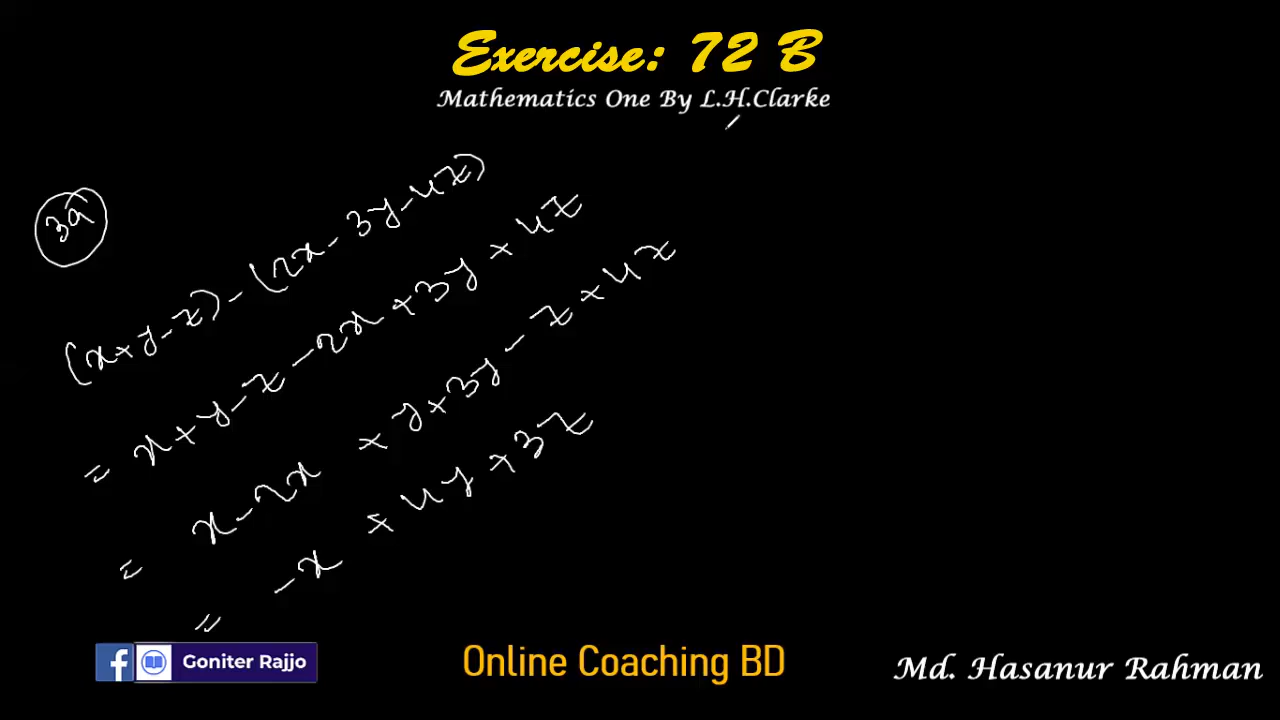 Exercise: 72 B
Mathematics One By L.H.Clarke
3a
(x+y-z)-(2x-3y-4z)
= x+y-z-2x+3y+4z
= x-2x+y+3y-z+4z
= -x+4y+3z
Goniter Rajjo
Online Coaching BD
Md. Hasanur Rahman